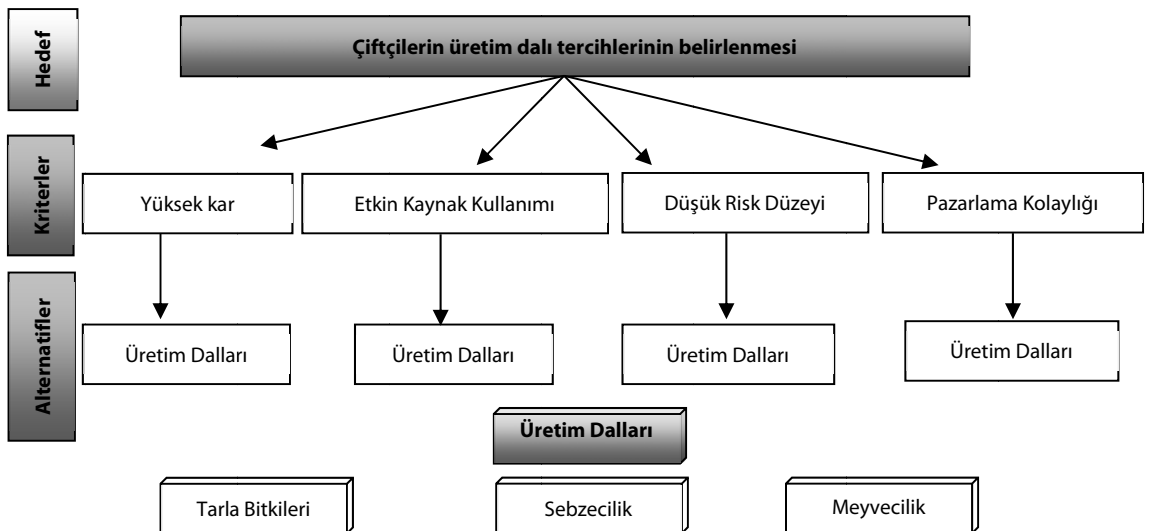 Hedef
Çiftçilerin üretim dalı tercihlerinin belirlenmesi
Kriterler
Yüksek kar
Etkin Kaynak Kullanımı
Düşük Risk Düzeyi
Pazarlama Kolaylığı
Alternatifler
Üretim Dalları
Üretim Dalları
Üretim Dalları
Üretim Dalları
Üretim Dalları
Tarla Bitkileri
Sebzecilik
Meyvecilik